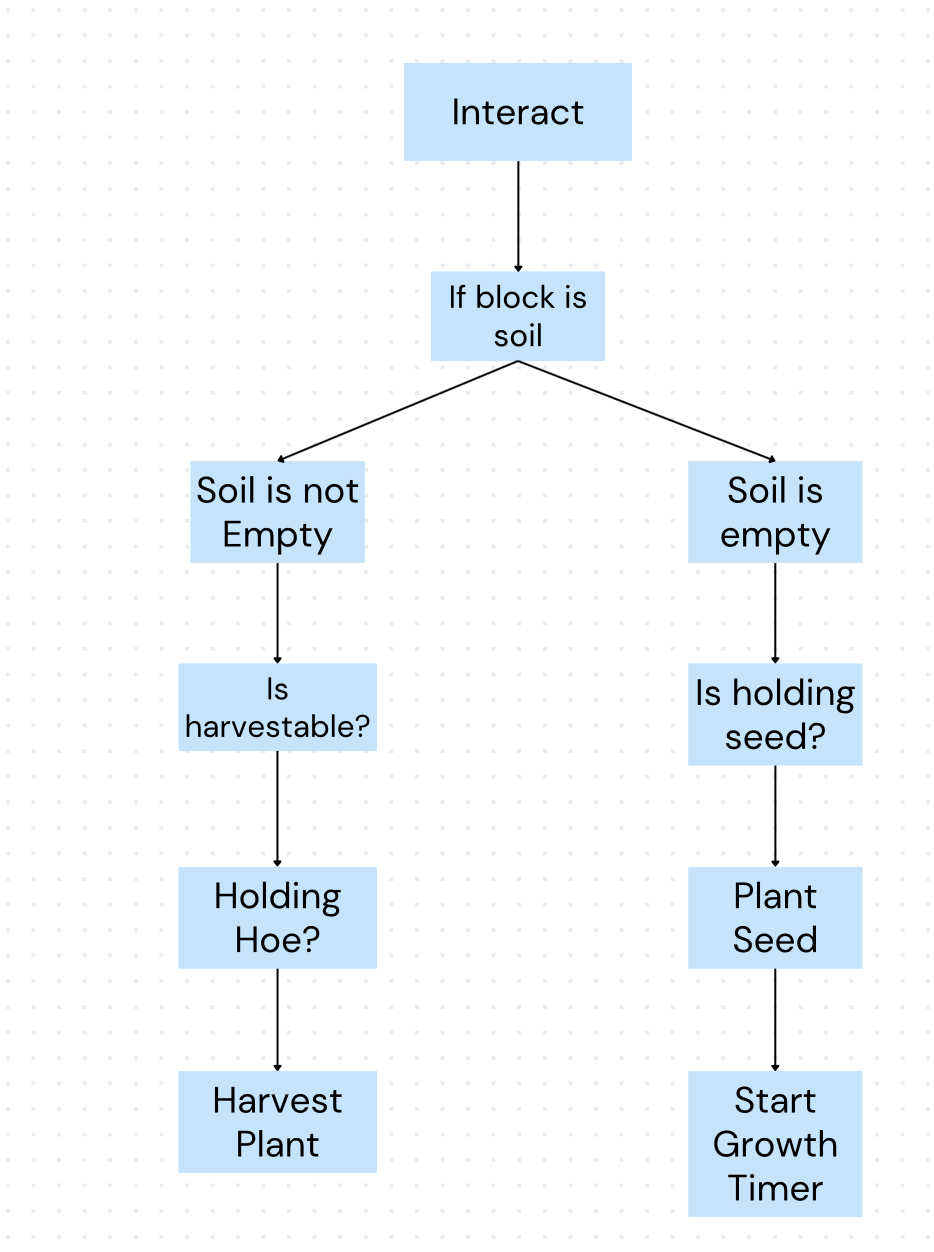 Interact
If block is
soil
Soil is not
Empty
Soil is
empty
Is
harvestable?
Is holding
seed?
Holding
Hoe?
Plant
Seed
Harvest
Plant
Start
Growth
Timer